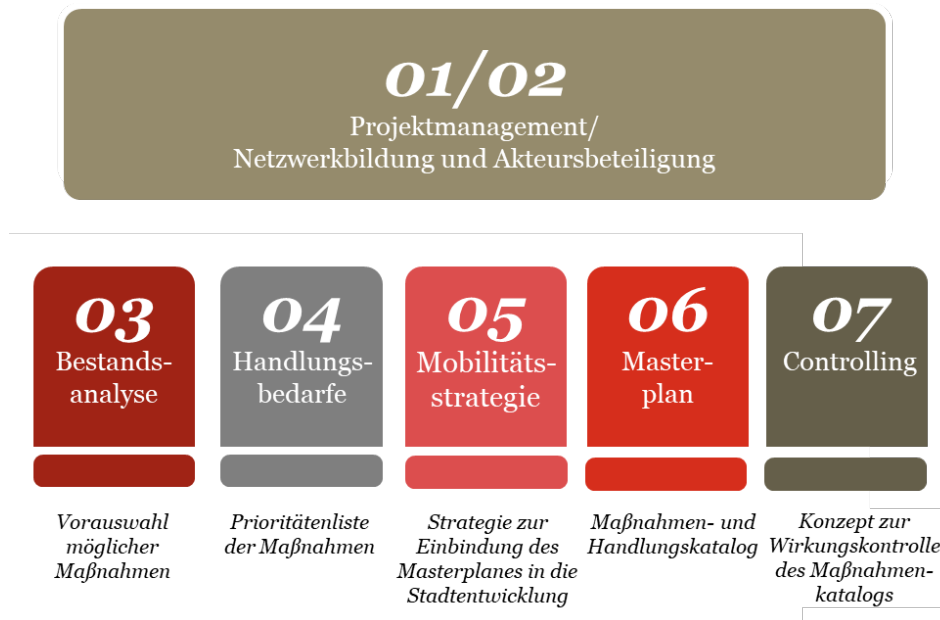 01/02
Projektmanagement/
Netzwerkbildung und Akteursbeteiligung
03
Bestands-
analyse
04
Handlungs-
bedarfe
05
Mobilitäts-
strategie
06
Master-
plan
07
Controlling
Vorauswahl
möglicher
Maßnahmen
Prioritätenliste
der Maßnahmen
Strategie zur
Einbindung des
Masterplanes in die
Stadtentwicklung
Maßnahmen- und
Handlungskatalog
Konzept zur
Wirkungskontrolle
des Maßnahmen-
katalogs